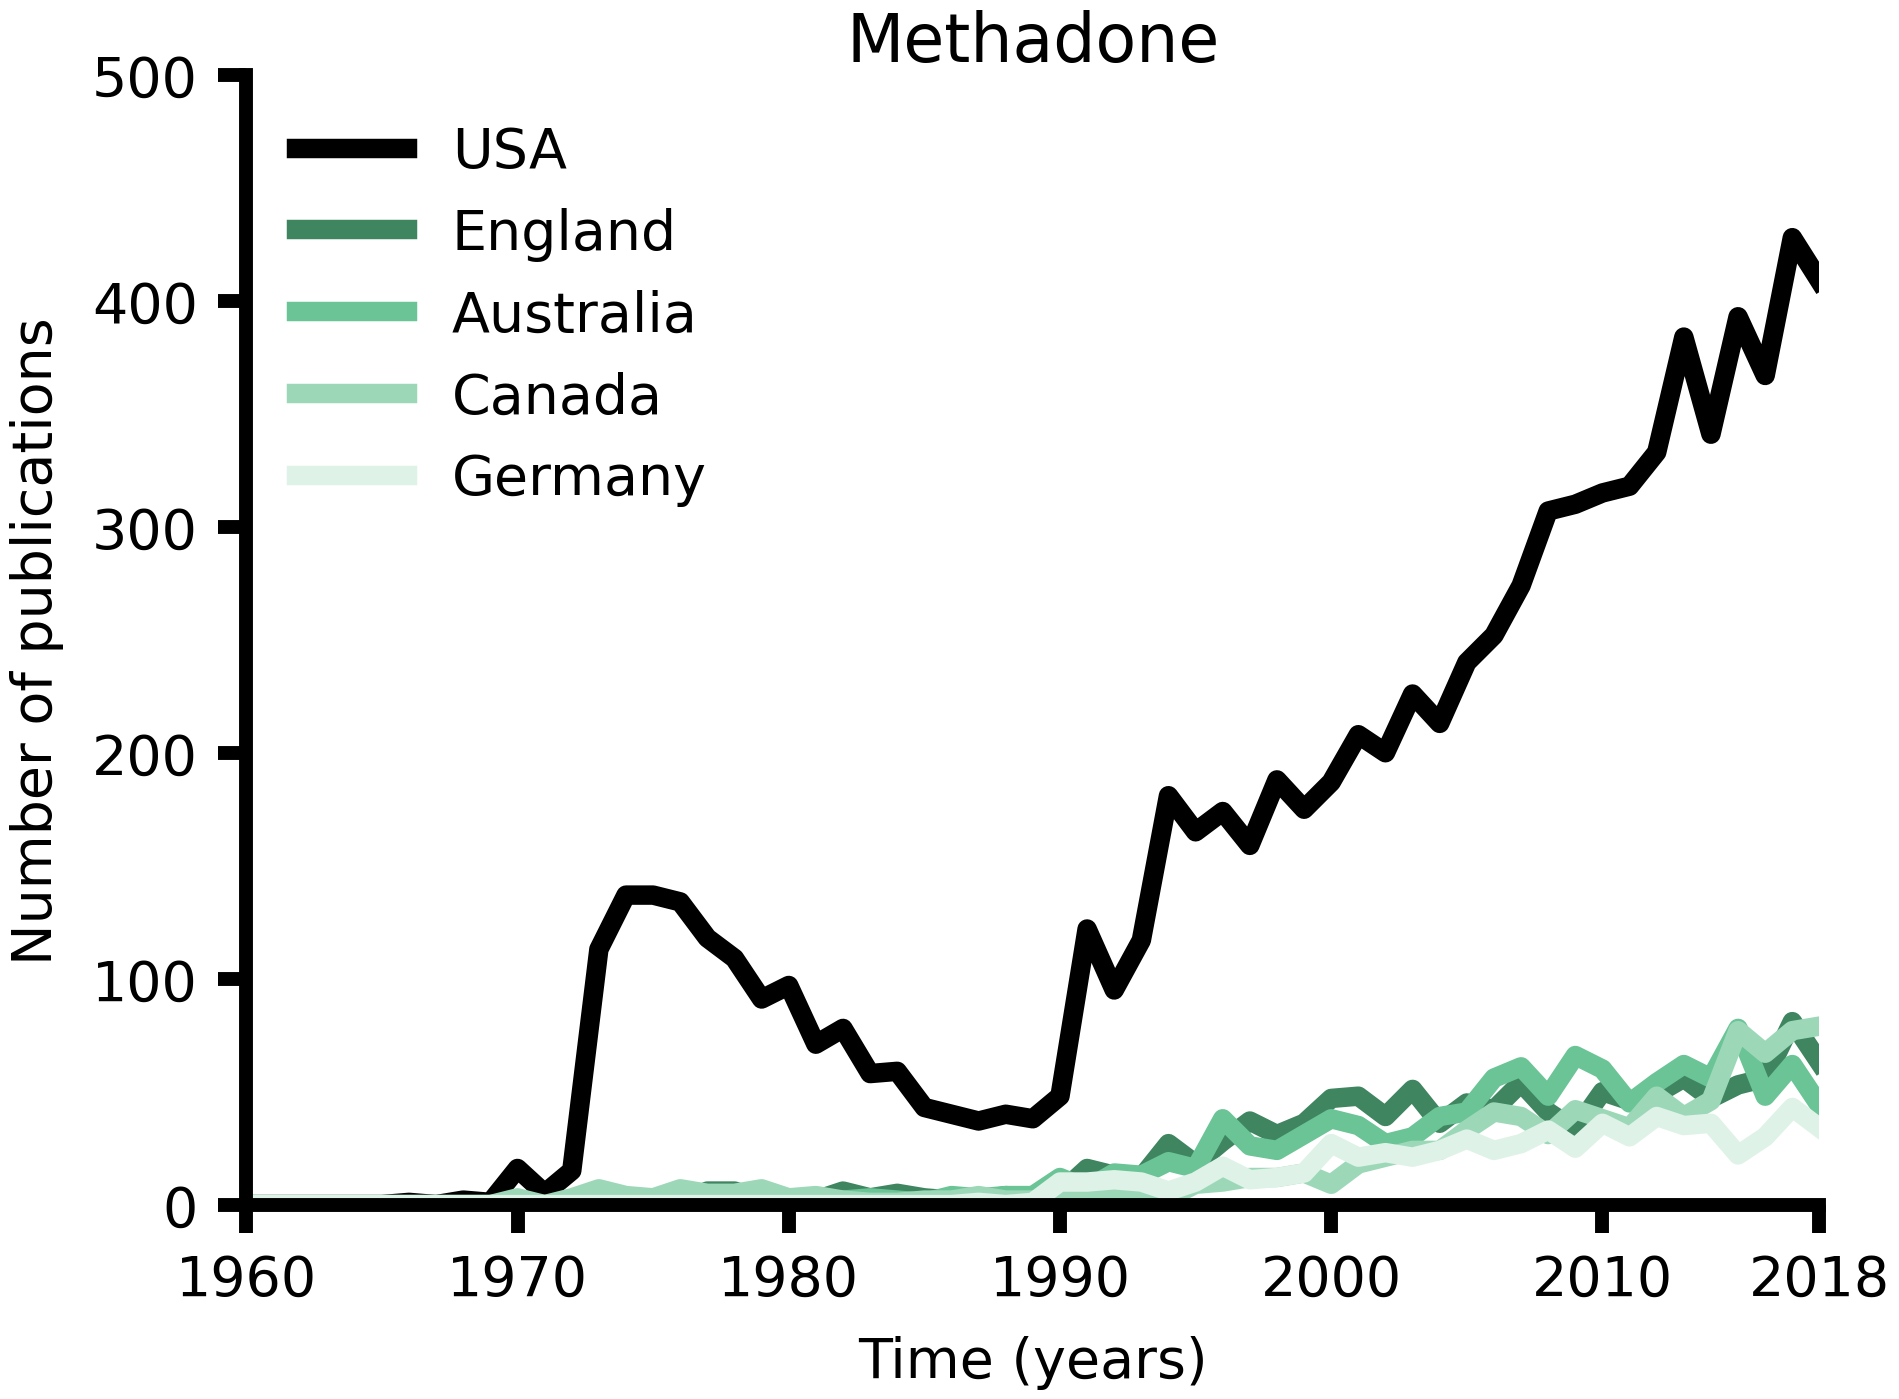 Methadone
500
400
300
200
100
0
Number of publications
USA
England
Australia
Canada
Germany
1960 1970 1980 1990 2000 2010 2018
Time (years)